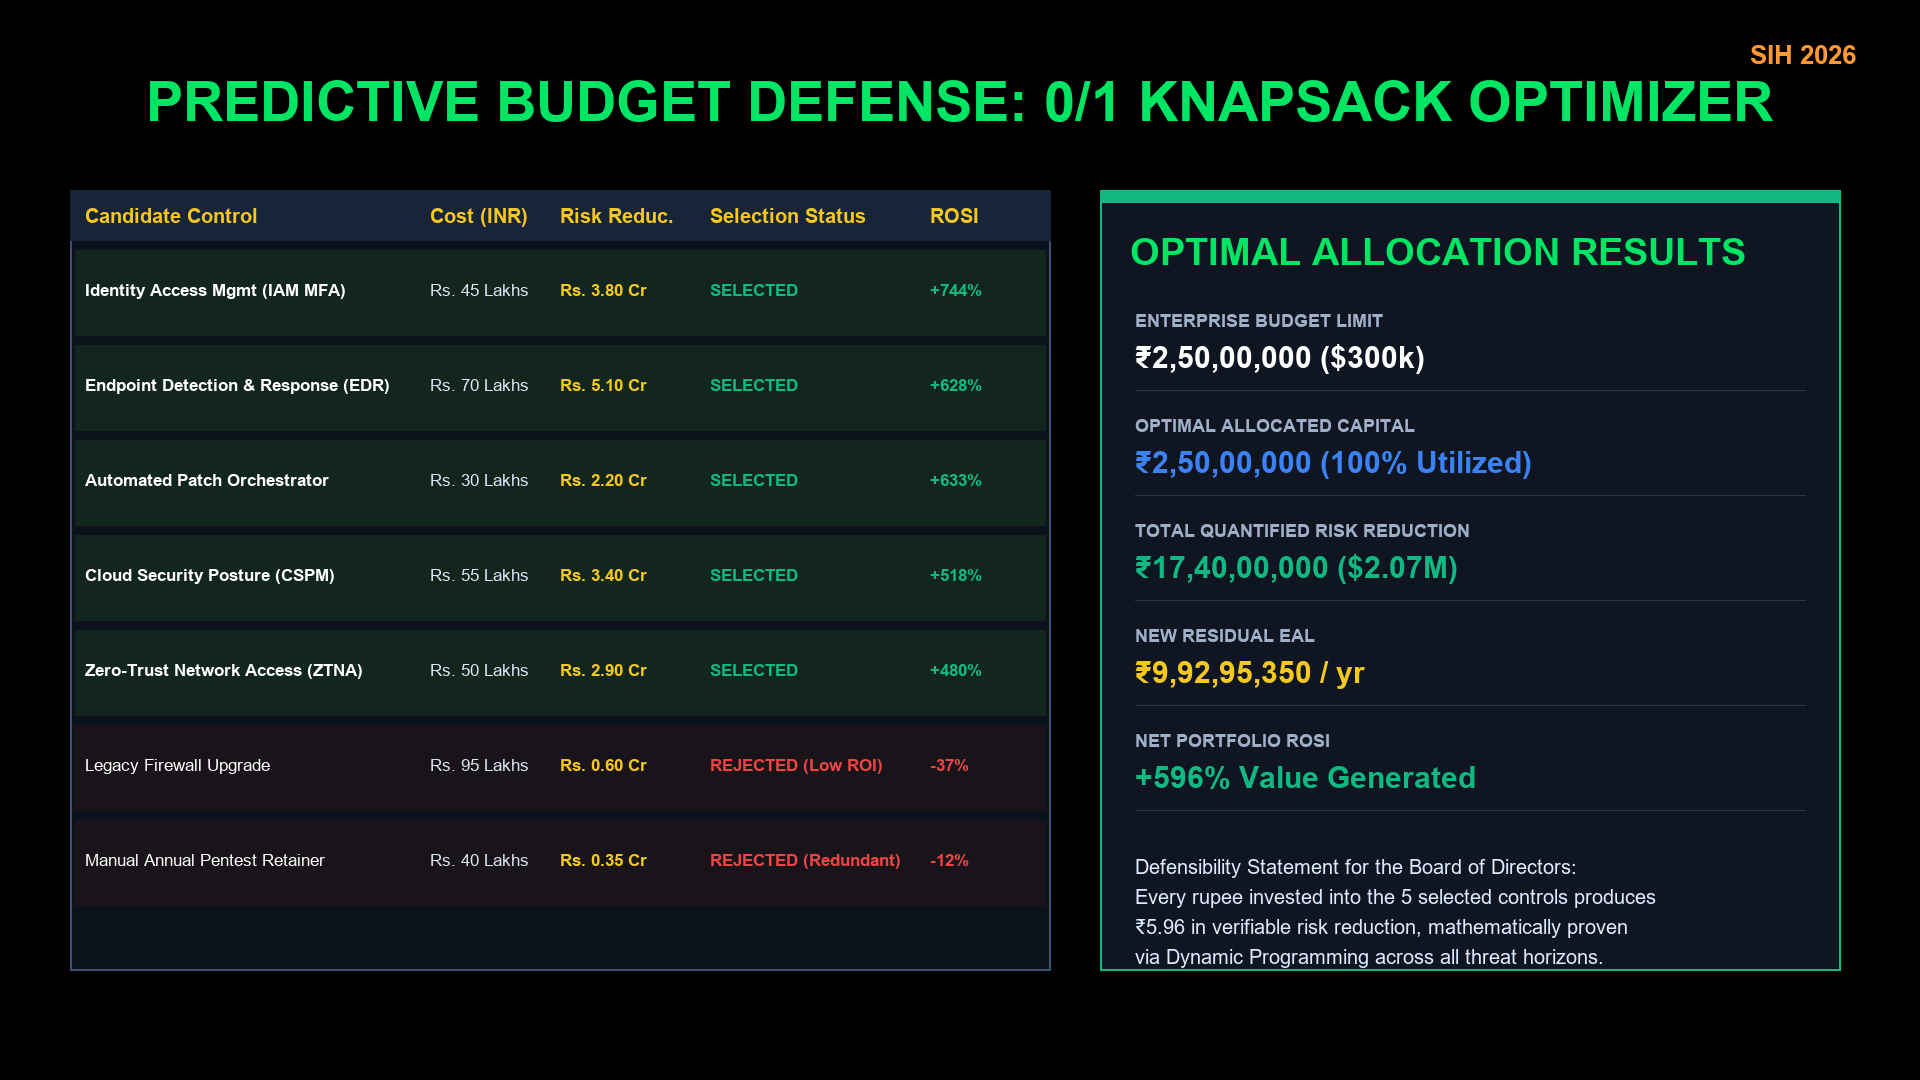 SIH 2026
PREDICTIVE BUDGET DEFENSE: 0/1 KNAPSACK OPTIMIZER
Candidate Control Cost (INR) Risk Reduc. Selection Status ROSI
Identity Access Mgmt (IAM MFA) Rs. 45 Lakhs Rs. 3.80 Cr SELECTED +744%
Endpoint Detection & Response (EDR) Rs. 70 Lakhs Rs. 5.10 Cr SELECTED +628%
Automated Patch Orchestrator Rs. 30 Lakhs Rs. 2.20 Cr SELECTED +633%
Cloud Security Posture (CSPM) Rs. 55 Lakhs Rs. 3.40 Cr SELECTED +518%
Zero-Trust Network Access (ZTNA) Rs. 50 Lakhs Rs. 2.90 Cr SELECTED +480%
Legacy Firewall Upgrade Rs. 95 Lakhs Rs. 0.60 Cr REJECTED (Low ROI) -37%
Manual Annual Pentest Retainer Rs. 40 Lakhs Rs. 0.35 Cr REJECTED (Redundant) -12%
OPTIMAL ALLOCATION RESULTS
ENTERPRISE BUDGET LIMIT
₹2,50,00,000 ($300k)
OPTIMAL ALLOCATED CAPITAL
₹2,50,00,000 (100% Utilized)
TOTAL QUANTIFIED RISK REDUCTION
₹17,40,00,000 ($2.07M)
NEW RESIDUAL EAL
₹9,92,95,350 / yr
NET PORTFOLIO ROSI
+596% Value Generated
Defensibility Statement for the Board of Directors:
Every rupee invested into the 5 selected controls produces
₹5.96 in verifiable risk reduction, mathematically proven
via Dynamic Programming across all threat horizons.